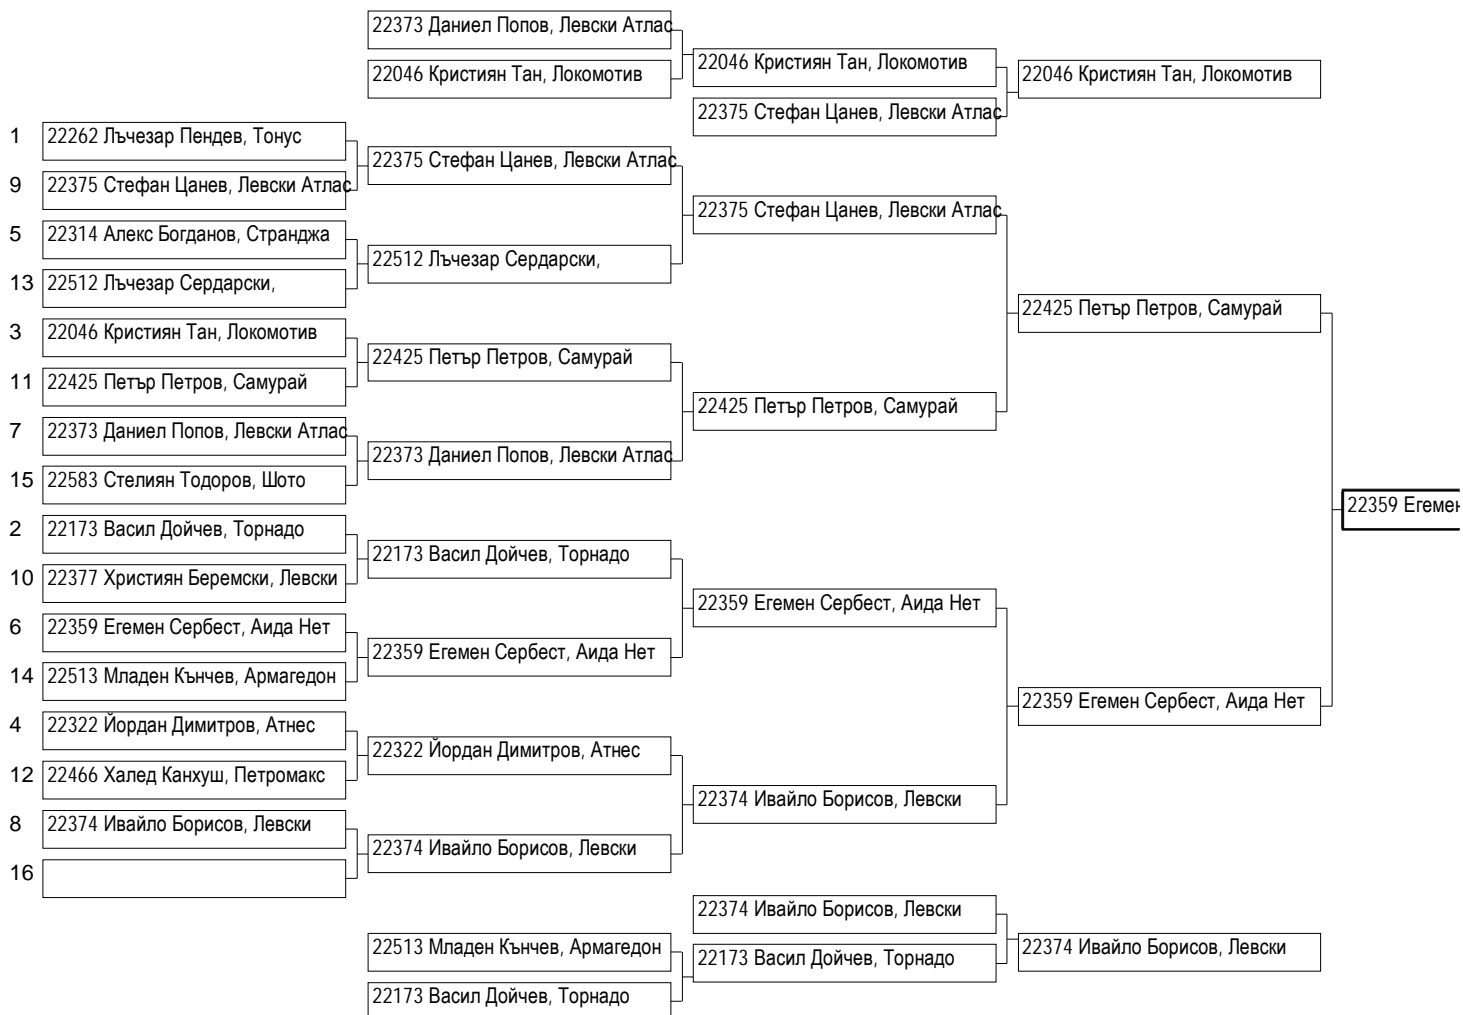 22373 Даниел Попов, Левски Атлас
22046 Кристиян Тан, Локомотив
22046 Кристиян Тан, Локомотив
22375 Стефан Цанев, Левски Атлас
22046 Кристиян Тан, Локомотив
1 22262 Лъчезар Пендев, Тонус
9 22375 Стефан Цанев, Левски Атлас
5 22314 Алекс Богданов, Странджа
13 22512 Лъчезар Сердарски,
3 22046 Кристиян Тан, Локомотив
11 22425 Петър Петров, Самурай
7 22373 Даниел Попов, Левски Атлас
15 22583 Стелиян Тодоров, Шото
2 22173 Васил Дойчев, Торнадо
10 22377 Християн Беремски, Левски
6 22359 Егемен Сербест, Аида Нет
14 22513 Младен Кънчев, Армагедон
4 22322 Йордан Димитров, Атнес
12 22466 Халед Канхуш, Петромакс
8 22374 Ивайло Борисов, Левски
16
22375 Стефан Цанев, Левски Атлас
22512 Лъчезар Сердарски,
22425 Петър Петров, Самурай
22373 Даниел Попов, Левски Атлас
22173 Васил Дойчев, Торнадо
22359 Егемен Сербест, Аида Нет
22322 Йордан Димитров, Атнес
22374 Ивайло Борисов, Левски
22375 Стефан Цанев, Левски Атлас
22425 Петър Петров, Самурай
22359 Егемен Сербест, Аида Нет
22374 Ивайло Борисов, Левски
22425 Петър Петров, Самурай
22359 Егемен Сербест, Аида Нет
22359 Егемен
22513 Младен Кънчев, Армагедон
22173 Васил Дойчев, Торнадо
22374 Ивайло Борисов, Левски
22173 Васил Дойчев, Торнадо
22374 Ивайло Борисов, Левски